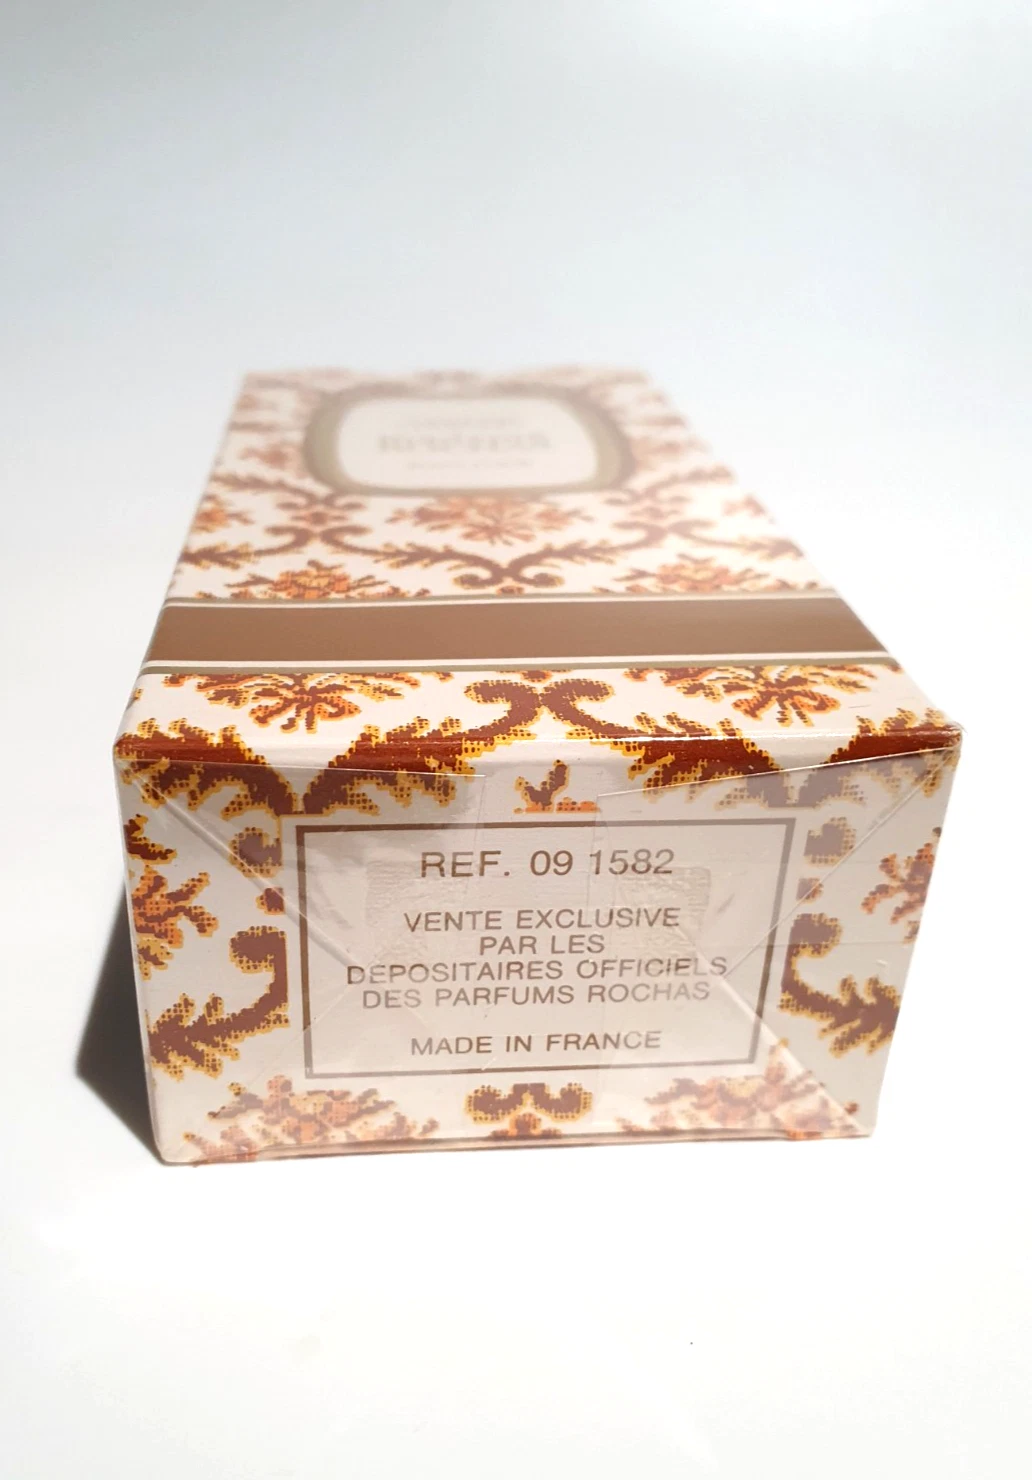 REF. 09 1582
VENTE EXCLUSIVE
PAR LES
DEPOSITAIRES OFFICIELS
DES PARFUMS ROCHAS
MADE IN FRANCE